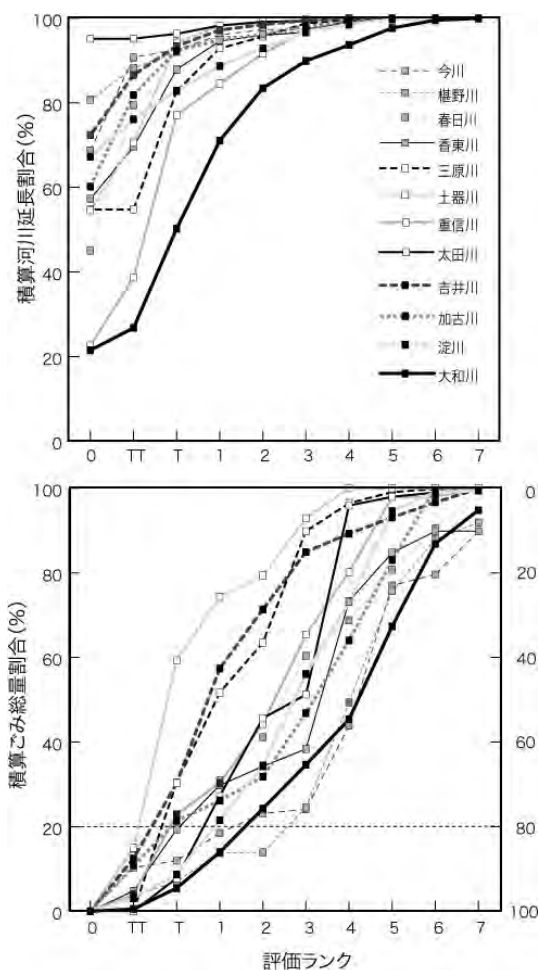 積算河川延長割合(%)
100
80
60
40
20
0
0 TT T 1 2 3 4 5 6 7
今川
椹野川
春日川
香東川
三原川
土器川
重信川
太田川
吉井川
加古川
淀川
大和川
積算ごみ総量割合(%)
100
80
60
40
20
0
0
20
40
60
80
100
0 TT T 1 2 3 4 5 6 7
評価ランク